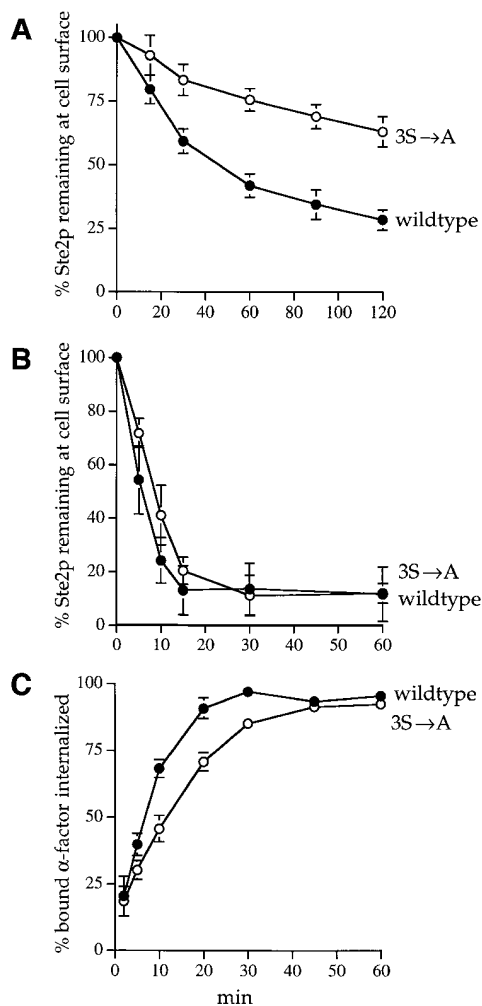 A
% Ste2p remaining at cell surface
100
75
50
25
0
3S→A
wildtype
0 20 40 60 80 100 120
B
% Ste2p remaining at cell surface
100
80
60
40
20
0
3S→A
wildtype
0 10 20 30 40 50 60
C
% bound α-factor internalized
100
75
50
25
0
wildtype
3S→A
0 10 20 30 40 50 60
min